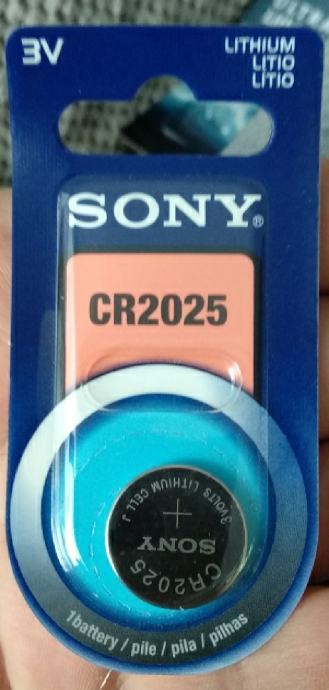 3V
LITHIUM
LITIO
LITIO
SONY®
CR2025
3VOLTS LITHIUM CELL J
SONY
CR2025
1battery / pile / pila / pilhas